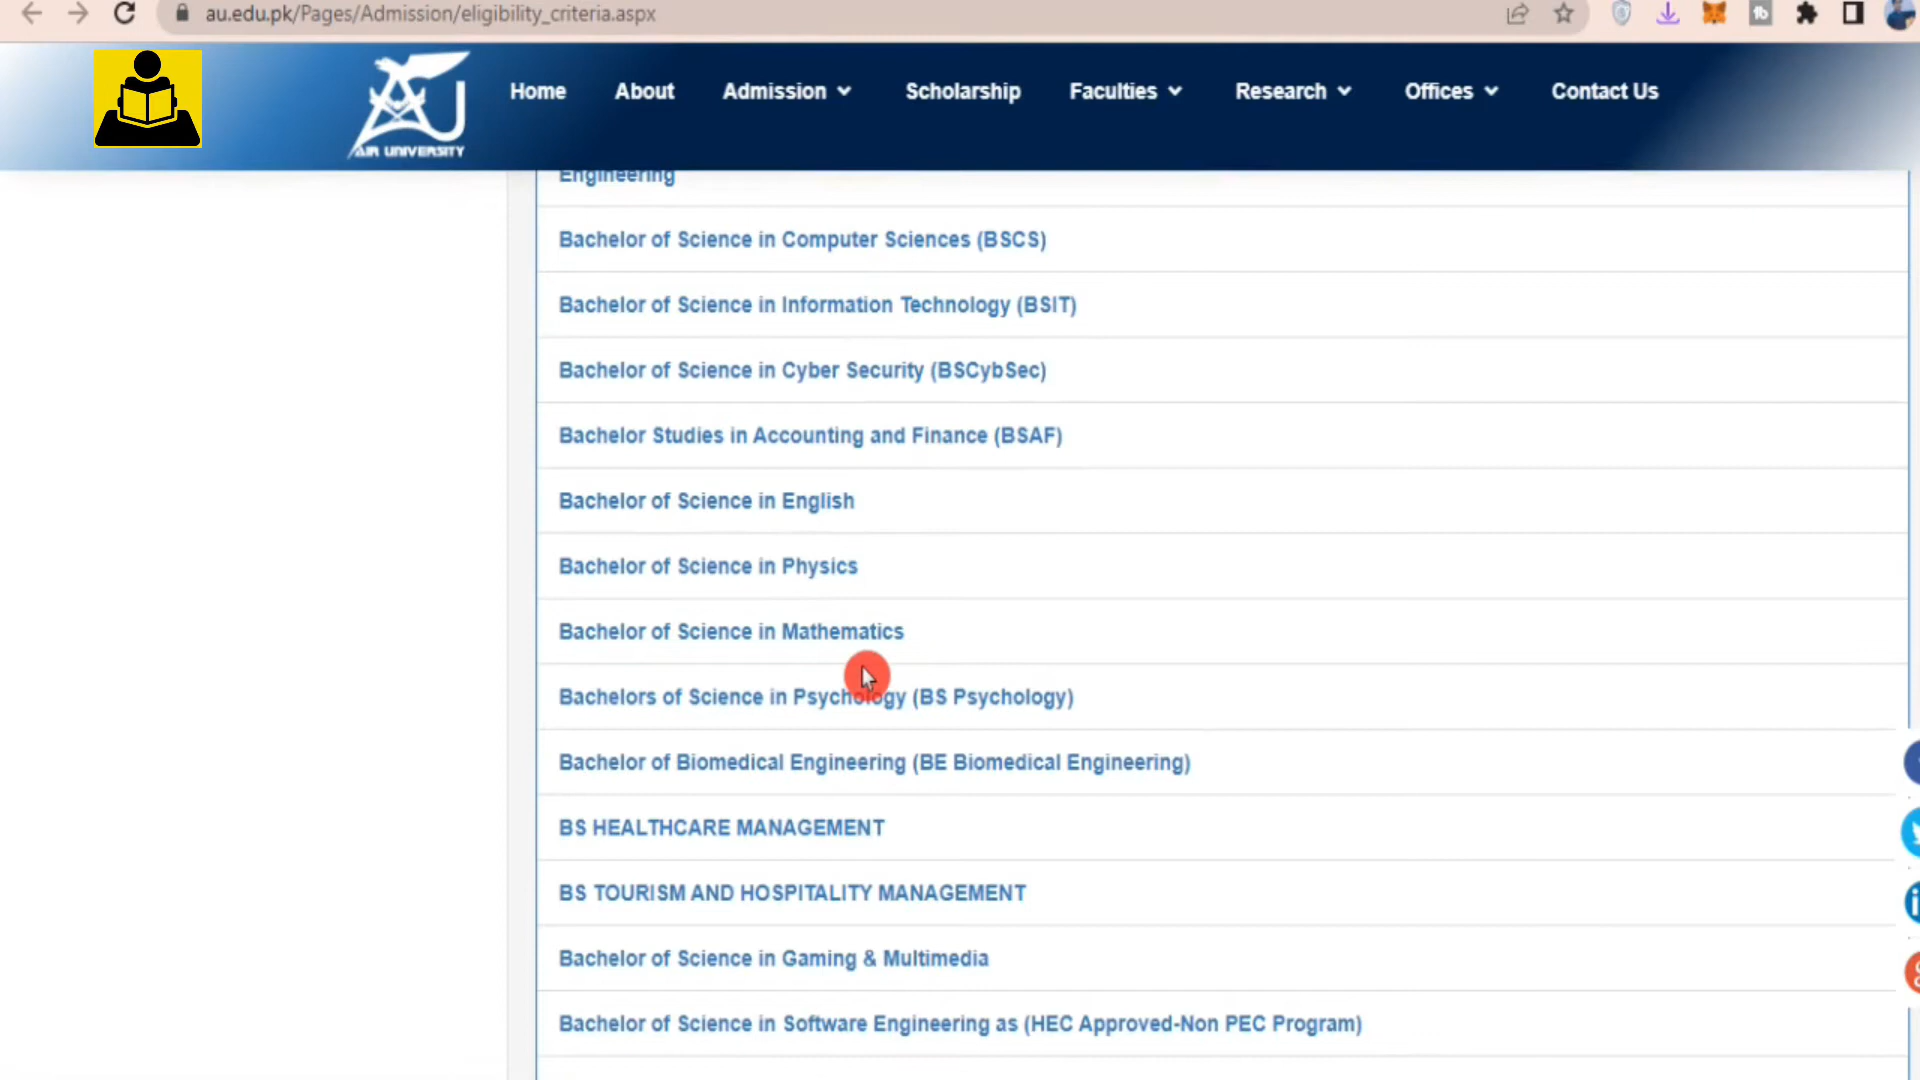 au.edu.pk/Pages/Admission/eligibility_criteria.aspx
AIR UNIVERSITY
Home About Admission Scholarship Faculties Research Offices Contact Us
Engineering
Bachelor of Science in Computer Sciences (BSCS)
Bachelor of Science in Information Technology (BSIT)
Bachelor of Science in Cyber Security (BSCybSec)
Bachelor Studies in Accounting and Finance (BSAF)
Bachelor of Science in English
Bachelor of Science in Physics
Bachelor of Science in Mathematics
Bachelors of Science in Psychology (BS Psychology)
Bachelor of Biomedical Engineering (BE Biomedical Engineering)
BS HEALTHCARE MANAGEMENT
BS TOURISM AND HOSPITALITY MANAGEMENT
Bachelor of Science in Gaming & Multimedia
Bachelor of Science in Software Engineering as (HEC Approved-Non PEC Program)